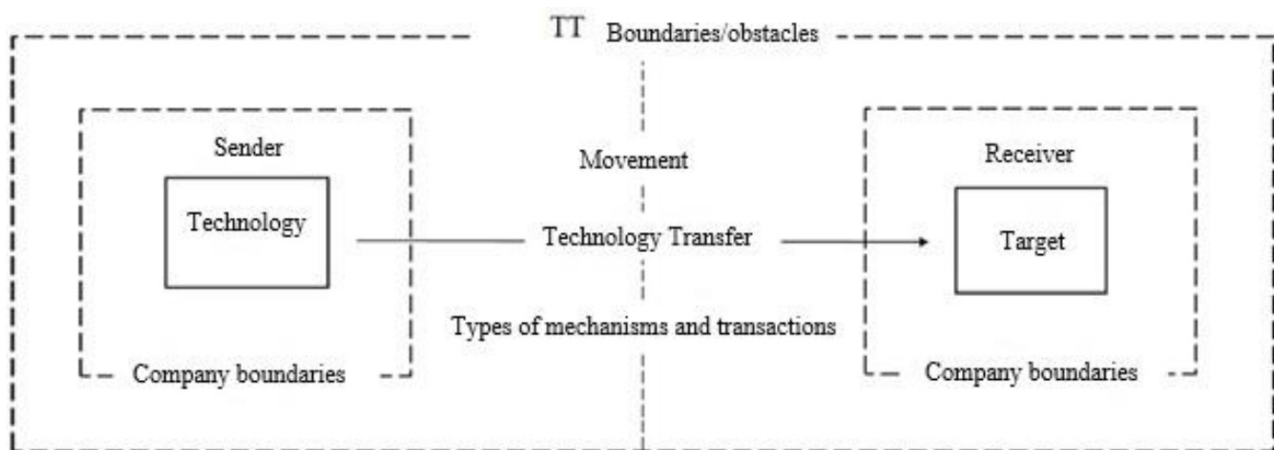 TT Boundaries/obstacles
Sender
Movement
Receiver
Technology
Technology Transfer
Target
Types of mechanisms and transactions
Company boundaries
Company boundaries